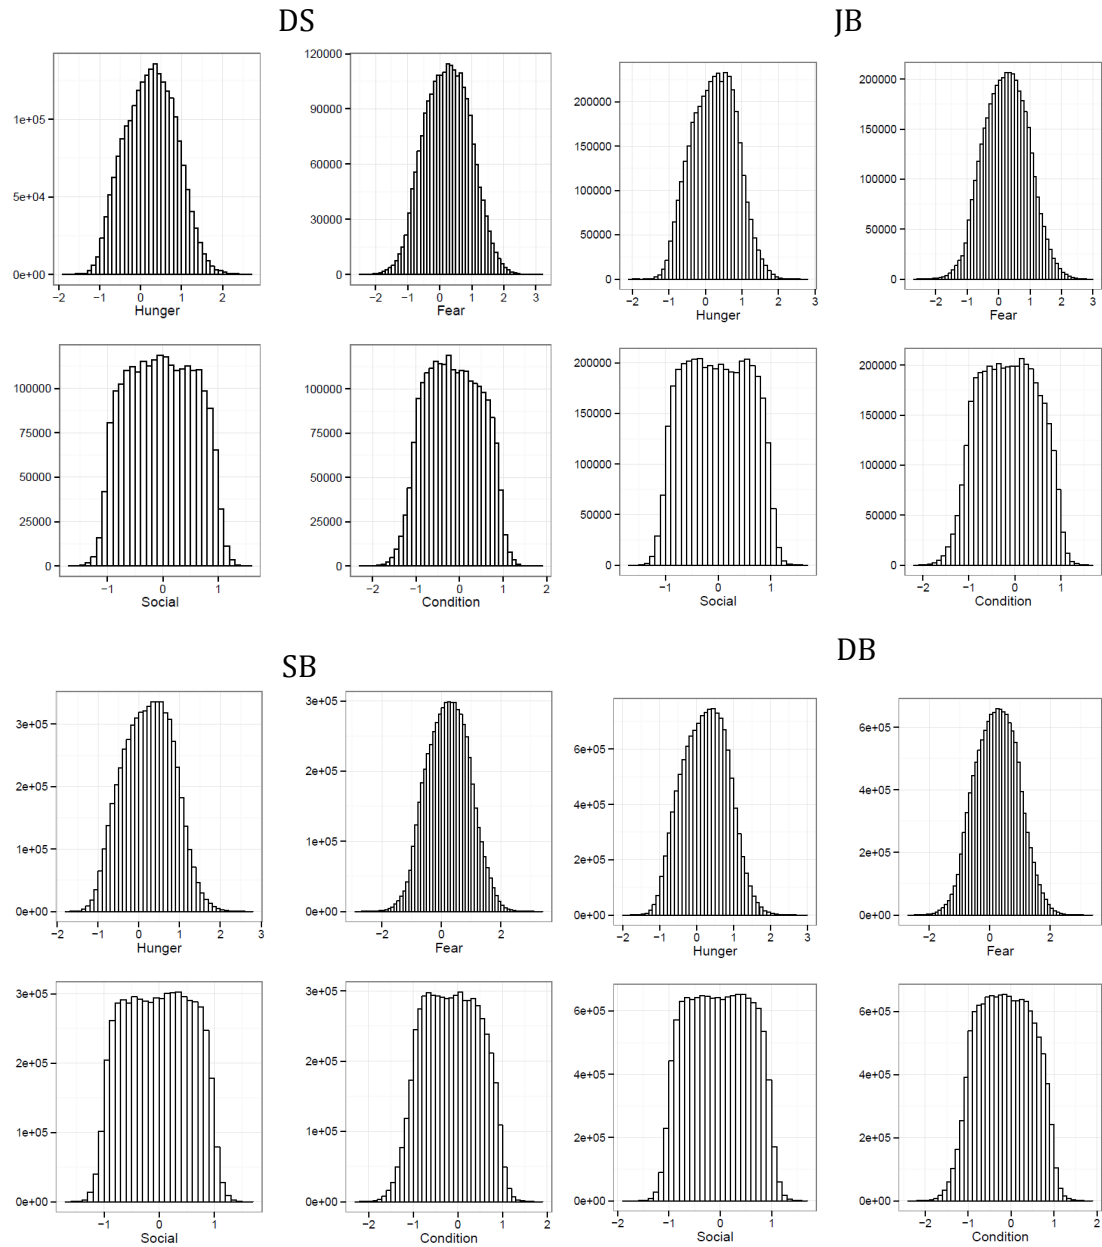 DS
1e+05
5e+04
0e+00
−2 −1 0 1 2
Hunger
120000
90000
60000
30000
0
−2 −1 0 1 2 3
Fear
100000
75000
50000
25000
0
−1 0 1
Social
100000
75000
50000
25000
0
−2 −1 0 1 2
Condition
JB
200000
150000
100000
50000
0
−2 −1 0 1 2 3
Hunger
200000
150000
100000
50000
0
−2 −1 0 1 2 3
Fear
200000
150000
100000
50000
0
−1 0 1
Social
200000
150000
100000
50000
0
−2 −1 0 1
Condition
SB
3e+05
2e+05
1e+05
0e+00
−2 −1 0 1 2 3
Hunger
3e+05
2e+05
1e+05
0e+00
−2 0 2
Fear
3e+05
2e+05
1e+05
0e+00
−1 0 1
Social
3e+05
2e+05
1e+05
0e+00
−2 −1 0 1 2
Condition
DB
6e+05
4e+05
2e+05
0e+00
−2 −1 0 1 2 3
Hunger
6e+05
4e+05
2e+05
0e+00
−2 0 2
Fear
6e+05
4e+05
2e+05
0e+00
−2 −1 0 1
Social
6e+05
4e+05
2e+05
0e+00
−2 −1 0 1 2
Condition